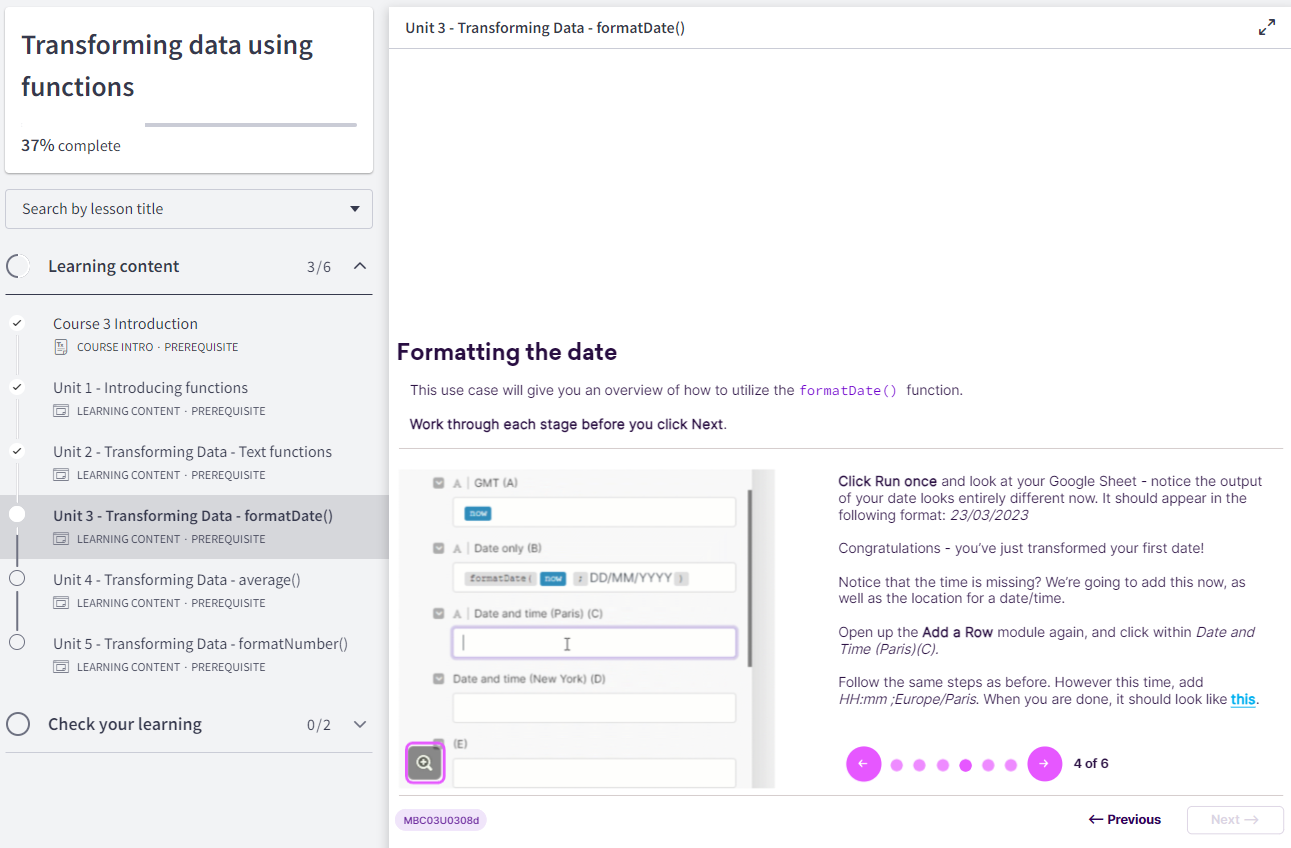 Transforming data using
functions
37% complete
Search by lesson title
Learning content 3/6
Course 3 Introduction
COURSE INTRO · PREREQUISITE
Unit 1 - Introducing functions
LEARNING CONTENT · PREREQUISITE
Unit 2 - Transforming Data - Text functions
LEARNING CONTENT · PREREQUISITE
Unit 3 - Transforming Data - formatDate()
LEARNING CONTENT · PREREQUISITE
Unit 4 - Transforming Data - average()
LEARNING CONTENT · PREREQUISITE
Unit 5 - Transforming Data - formatNumber()
LEARNING CONTENT · PREREQUISITE
Check your learning 0/2
Unit 3 - Transforming Data - formatDate()
Formatting the date
This use case will give you an overview of how to utilize the formatDate() function.
Work through each stage before you click Next.
A | GMT (A)
now
A | Date only (B)
formatDate( now ; DD/MM/YYYY )
A | Date and time (Paris) (C)
Date and time (New York) (D)
(E)
Click Run once and look at your Google Sheet - notice the output
of your date looks entirely different now. It should appear in the
following format: 23/03/2023
Congratulations - you've just transformed your first date!
Notice that the time is missing? We're going to add this now, as
well as the location for a date/time.
Open up the Add a Row module again, and click within Date and
Time (Paris)(C).
Follow the same steps as before. However this time, add
HH:mm ;Europe/Paris. When you are done, it should look like this.
← → 4 of 6
MBC03U0308d
← Previous
Next →